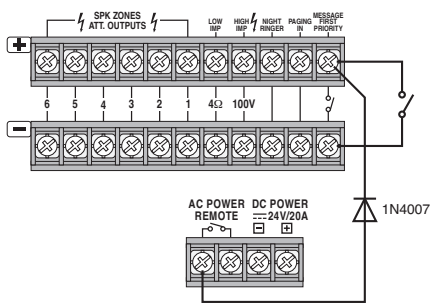 SPK ZONES
ATT. OUTPUTS
LOW
IMP
HIGH
IMP
NIGHT
RINGER
PAGING
IN
MESSAGE
FIRST
PRIORITY
+
6 5 4 3 2 1 4Ω 100V
−
AC POWER
REMOTE
DC POWER
24V/20A
− +
1N4007